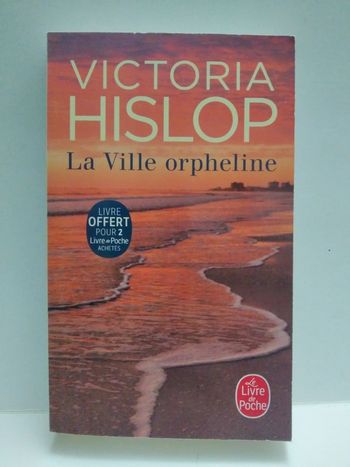 VICTORIA
HISLOP
La Ville orpheline
LIVRE
OFFERT
POUR 2
Livre de Poche
ACHETÉS
Le
Livre
de
Poche